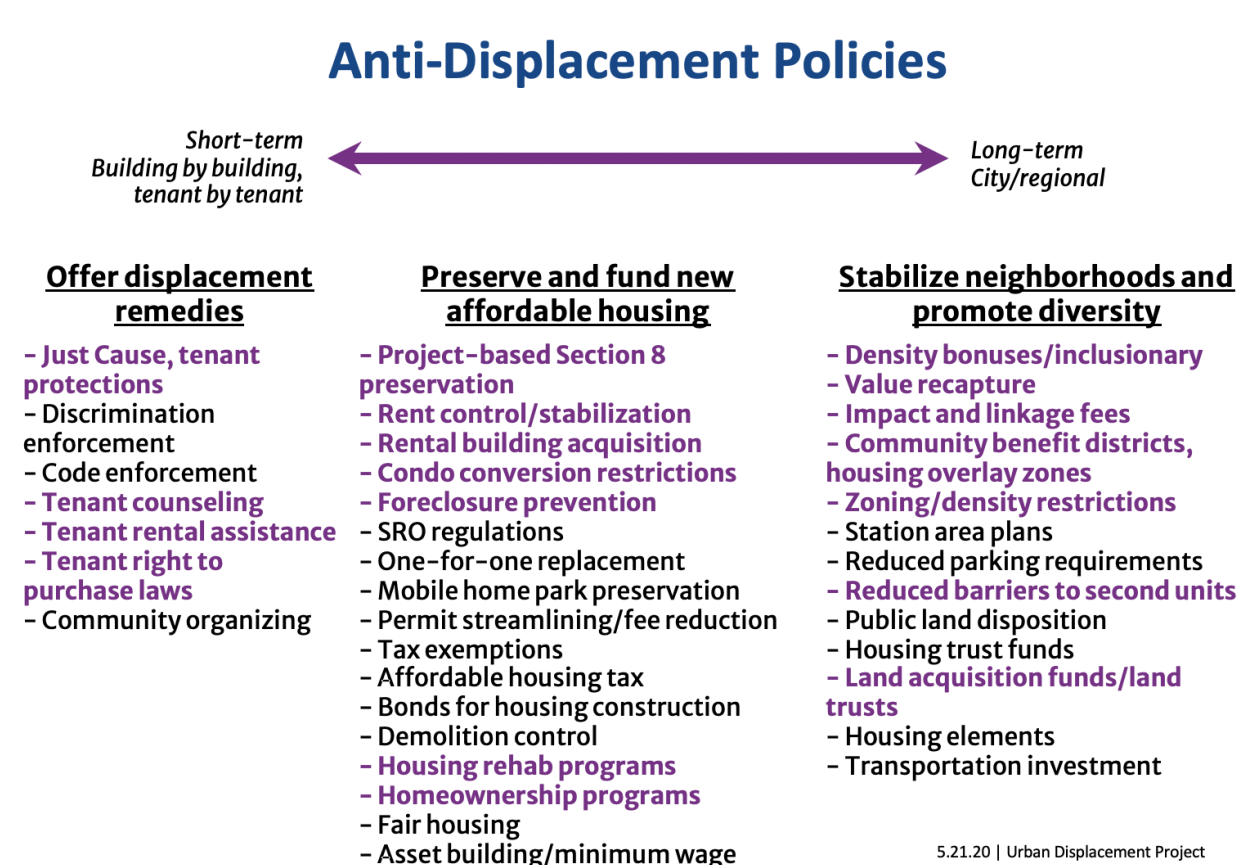 Anti-Displacement Policies
Short-term
Building by building,
tenant by tenant
Long-term
City/regional
Offer displacement
remedies
- Just Cause, tenant
protections
- Discrimination
enforcement
- Code enforcement
- Tenant counseling
- Tenant rental assistance
- Tenant right to
purchase laws
- Community organizing
Preserve and fund new
affordable housing
- Project-based Section 8
preservation
- Rent control/stabilization
- Rental building acquisition
- Condo conversion restrictions
- Foreclosure prevention
- SRO regulations
- One-for-one replacement
- Mobile home park preservation
- Permit streamlining/fee reduction
- Tax exemptions
- Affordable housing tax
- Bonds for housing construction
- Demolition control
- Housing rehab programs
- Homeownership programs
- Fair housing
- Asset building/minimum wage
Stabilize neighborhoods and
promote diversity
- Density bonuses/inclusionary
- Value recapture
- Impact and linkage fees
- Community benefit districts,
housing overlay zones
- Zoning/density restrictions
- Station area plans
- Reduced parking requirements
- Reduced barriers to second units
- Public land disposition
- Housing trust funds
- Land acquisition funds/land
trusts
- Housing elements
- Transportation investment
5.21.20 | Urban Displacement Project